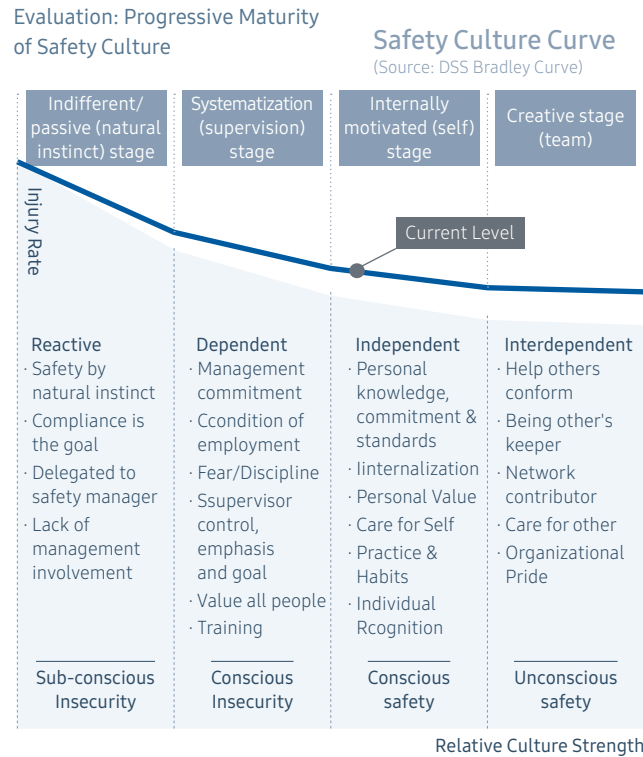 Evaluation: Progressive Maturity
of Safety Culture
Safety Culture Curve
(Source: DSS Bradley Curve)
Indifferent/
passive (natural
instinct) stage
Systematization
(supervision)
stage
Internally
motivated (self)
stage
Creative stage
(team)
Injury Rate
Current Level
Reactive
· Safety by
natural instinct
· Compliance is
the goal
· Delegated to
safety manager
· Lack of
management
involvement
Dependent
· Management
commitment
· Ccondition of
employment
· Fear/Discipline
· Ssupervisor
control,
emphasis
and goal
· Value all people
· Training
Independent
· Personal
knowledge,
commitment &
standards
· Iinternalization
· Personal Value
· Care for Self
· Practice &
Habits
· Individual
Rcognition
Interdependent
· Help others
conform
· Being other's
keeper
· Network
contributor
· Care for other
· Organizational
Pride
Sub-conscious
Insecurity
Conscious
Insecurity
Conscious
safety
Unconscious
safety
Relative Culture Strength